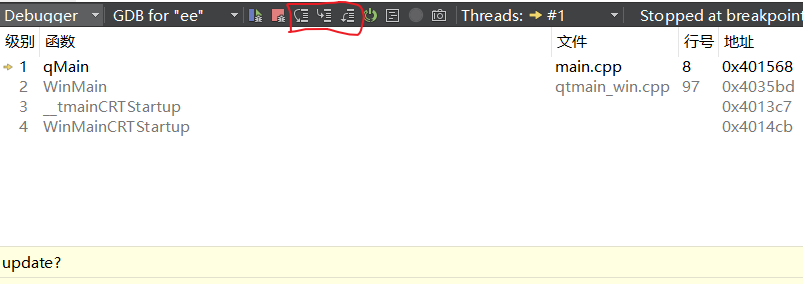 Debugger GDB for "ee" Threads: #1 Stopped at breakpoint
级别 函数 文件 行号 地址
1 qMain main.cpp 8 0x401568
2 WinMain qtmain_win.cpp 97 0x4035bd
3 __tmainCRTStartup 0x4013c7
4 WinMainCRTStartup 0x4014cb
update?